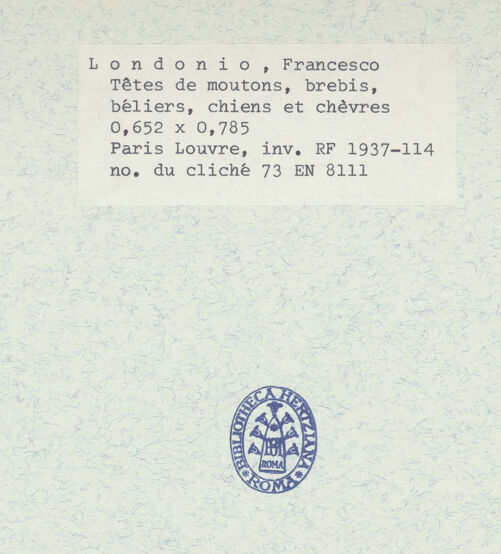 L o n d o n i o , Francesco
Têtes de moutons, brebis,
béliers, chiens et chèvres
0,652 x 0,785
Paris Louvre, inv. RF 1937-114
no. du cliché 73 EN 8111
BIBLIOTHECA HERTZIANA
ROMA
ROMA